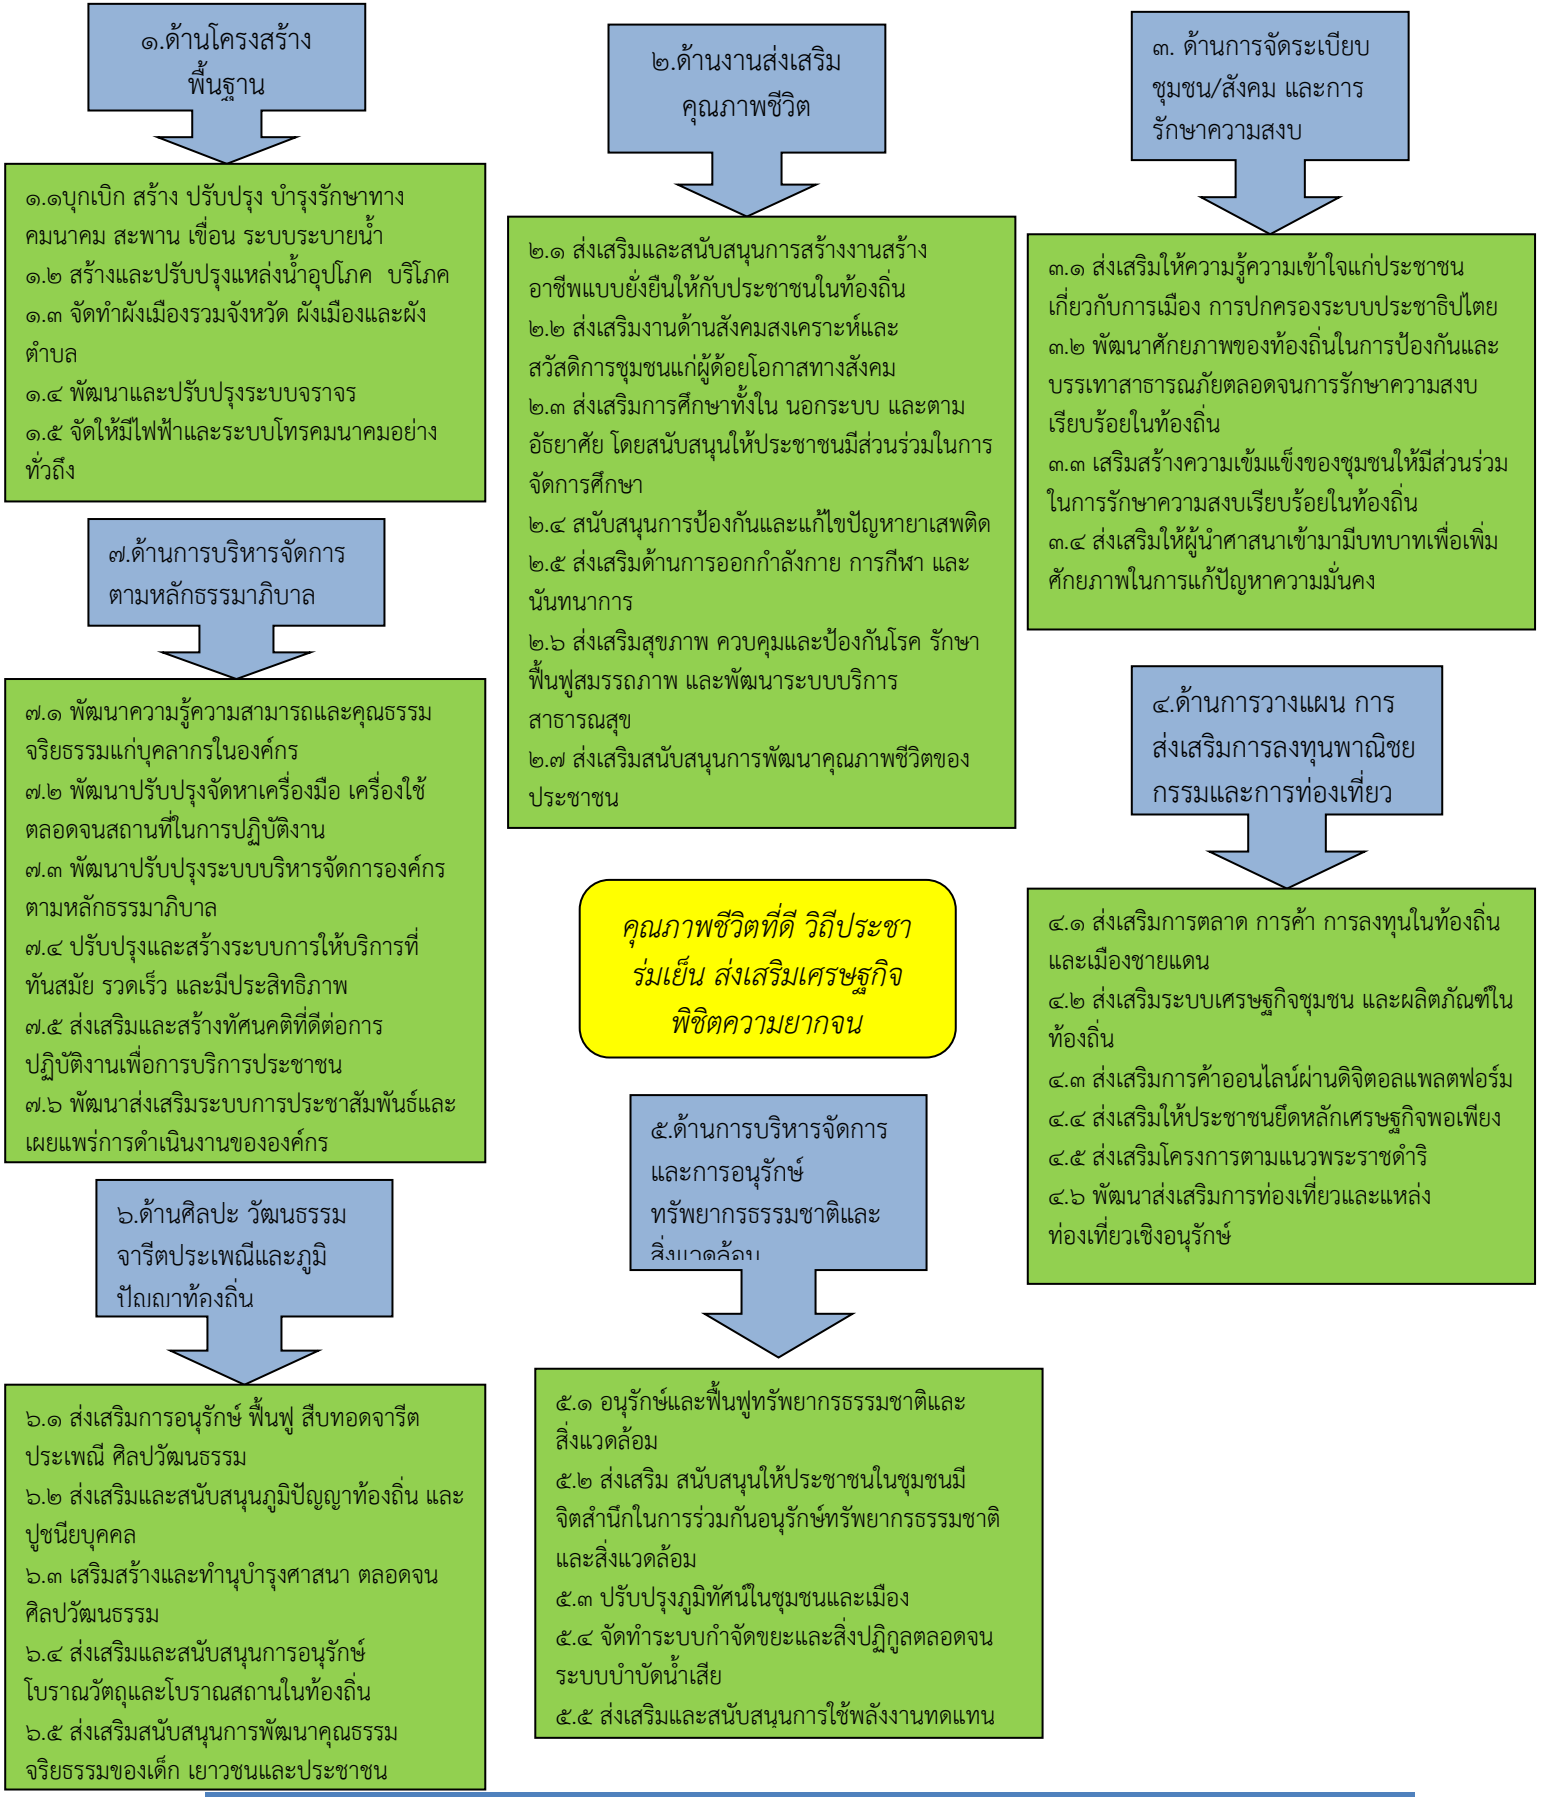 ๑.ด้านโครงสร้าง
พื้นฐาน
๑.๑บุกเบิก สร้าง ปรับปรุง บำรุงรักษาทาง
คมนาคม สะพาน เขื่อน ระบบระบายน้ำ
๑.๒ สร้างและปรับปรุงแหล่งน้ำอุปโภค  บริโภค
๑.๓ จัดทำผังเมืองรวมจังหวัด ผังเมืองและผัง
ตำบล
๑.๔ พัฒนาและปรับปรุงระบบจราจร
๑.๕ จัดให้มีไฟฟ้าและระบบโทรคมนาคมอย่าง
ทั่วถึง
๒.ด้านงานส่งเสริม
คุณภาพชีวิต
๒.๑ ส่งเสริมและสนับสนุนการสร้างงานสร้าง
อาชีพแบบยั่งยืนให้กับประชาชนในท้องถิ่น
๒.๒ ส่งเสริมงานด้านสังคมสงเคราะห์และ
สวัสดิการชุมชนแก่ผู้ด้อยโอกาสทางสังคม
๒.๓ ส่งเสริมการศึกษาทั้งใน นอกระบบ และตาม
อัธยาศัย โดยสนับสนุนให้ประชาชนมีส่วนร่วมในการ
จัดการศึกษา
๒.๔ สนับสนุนการป้องกันและแก้ไขปัญหายาเสพติด
๒.๕ ส่งเสริมด้านการออกกำลังกาย การกีฬา และ
นันทนาการ
๒.๖ ส่งเสริมสุขภาพ ควบคุมและป้องกันโรค รักษา
ฟื้นฟูสมรรถภาพ และพัฒนาระบบบริการ
สาธารณสุข
๒.๗ ส่งเสริมสนับสนุนการพัฒนาคุณภาพชีวิตของ
ประชาชน
๓. ด้านการจัดระเบียบ
ชุมชน/สังคม และการ
รักษาความสงบ
๓.๑ ส่งเสริมให้ความรู้ความเข้าใจแก่ประชาชน
เกี่ยวกับการเมือง การปกครองระบบประชาธิปไตย
๓.๒ พัฒนาศักยภาพของท้องถิ่นในการป้องกันและ
บรรเทาสาธารณภัยตลอดจนการรักษาความสงบ
เรียบร้อยในท้องถิ่น
๓.๓ เสริมสร้างความเข้มแข็งของชุมชนให้มีส่วนร่วม
ในการรักษาความสงบเรียบร้อยในท้องถิ่น
๓.๔ ส่งเสริมให้ผู้นำศาสนาเข้ามามีบทบาทเพื่อเพิ่ม
ศักยภาพในการแก้ปัญหาความมั่นคง
๗.ด้านการบริหารจัดการ
ตามหลักธรรมาภิบาล
๗.๑ พัฒนาความรู้ความสามารถและคุณธรรม
จริยธรรมแก่บุคลากรในองค์กร
๗.๒ พัฒนาปรับปรุงจัดหาเครื่องมือ เครื่องใช้
ตลอดจนสถานที่ในการปฏิบัติงาน
๗.๓ พัฒนาปรับปรุงระบบบริหารจัดการองค์กร
ตามหลักธรรมาภิบาล
๗.๔ ปรับปรุงและสร้างระบบการให้บริการที่
ทันสมัย รวดเร็ว และมีประสิทธิภาพ
๗.๕ ส่งเสริมและสร้างทัศนคติที่ดีต่อการ
ปฏิบัติงานเพื่อการบริการประชาชน
๗.๖ พัฒนาส่งเสริมระบบการประชาสัมพันธ์และ
เผยแพร่การดำเนินงานขององค์กร
๔.ด้านการวางแผน การ
ส่งเสริมการลงทุนพาณิชย
กรรมและการท่องเที่ยว
๔.๑ ส่งเสริมการตลาด การค้า การลงทุนในท้องถิ่น
และเมืองชายแดน
๔.๒ ส่งเสริมระบบเศรษฐกิจชุมชน และผลิตภัณฑ์ใน
ท้องถิ่น
๔.๓ ส่งเสริมการค้าออนไลน์ผ่านดิจิตอลแพลตฟอร์ม
๔.๔ ส่งเสริมให้ประชาชนยึดหลักเศรษฐกิจพอเพียง
๔.๕ ส่งเสริมโครงการตามแนวพระราชดำริ
๔.๖ พัฒนาส่งเสริมการท่องเที่ยวและแหล่ง
ท่องเที่ยวเชิงอนุรักษ์
คุณภาพชีวิตที่ดี วิถีประชา
ร่มเย็น ส่งเสริมเศรษฐกิจ
พิชิตความยากจน
๕.ด้านการบริหารจัดการ
และการอนุรักษ์
ทรัพยากรธรรมชาติและ
สิ่งแวดล้อม
๕.๑ อนุรักษ์และฟื้นฟูทรัพยากรธรรมชาติและ
สิ่งแวดล้อม
๕.๒ ส่งเสริม สนับสนุนให้ประชาชนในชุมชนมี
จิตสำนึกในการร่วมกันอนุรักษ์ทรัพยากรธรรมชาติ
และสิ่งแวดล้อม
๕.๓ ปรับปรุงภูมิทัศน์ในชุมชนและเมือง
๕.๔ จัดทำระบบกำจัดขยะและสิ่งปฏิกูลตลอดจน
ระบบบำบัดน้ำเสีย
๕.๕ ส่งเสริมและสนับสนุนการใช้พลังงานทดแทน
๖.ด้านศิลปะ วัฒนธรรม
จารีตประเพณีและภูมิ
ปัญญาท้องถิ่น
๖.๑ ส่งเสริมการอนุรักษ์ ฟื้นฟู สืบทอดจารีต
ประเพณี ศิลปวัฒนธรรม
๖.๒ ส่งเสริมและสนับสนุนภูมิปัญญาท้องถิ่น และ
ปูชนียบุคคล
๖.๓ เสริมสร้างและทำนุบำรุงศาสนา ตลอดจน
ศิลปวัฒนธรรม
๖.๔ ส่งเสริมและสนับสนุนการอนุรักษ์
โบราณวัตถุและโบราณสถานในท้องถิ่น
๖.๕ ส่งเสริมสนับสนุนการพัฒนาคุณธรรม
จริยธรรมของเด็ก เยาวชนและประชาชน